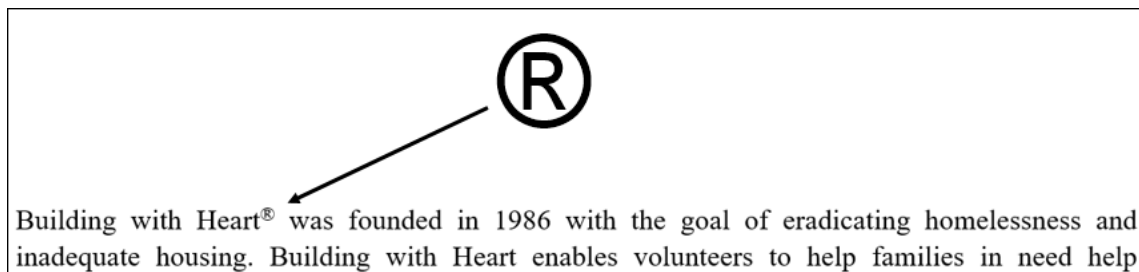 ®
Building with Heart® was founded in 1986 with the goal of eradicating homelessness and
inadequate housing. Building with Heart enables volunteers to help families in need help